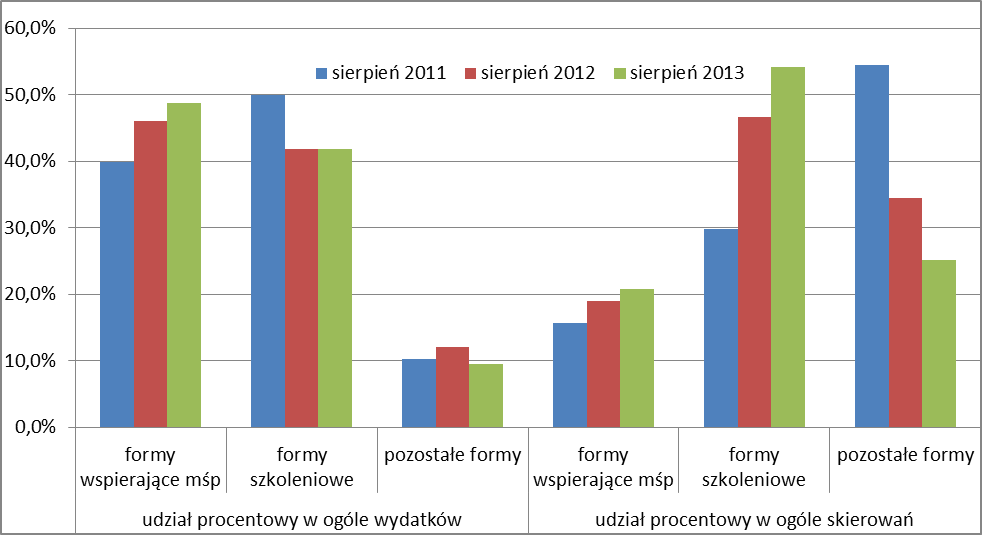 60,0%
sierpień 2011 sierpień 2012 sierpień 2013
50,0%
40,0%
30,0%
20,0%
10,0%
0,0%
formy wspierające mśp
formy szkoleniowe
pozostałe formy
formy wspierające mśp
formy szkoleniowe
pozostałe formy
udział procentowy w ogóle wydatków
udział procentowy w ogóle skierowań